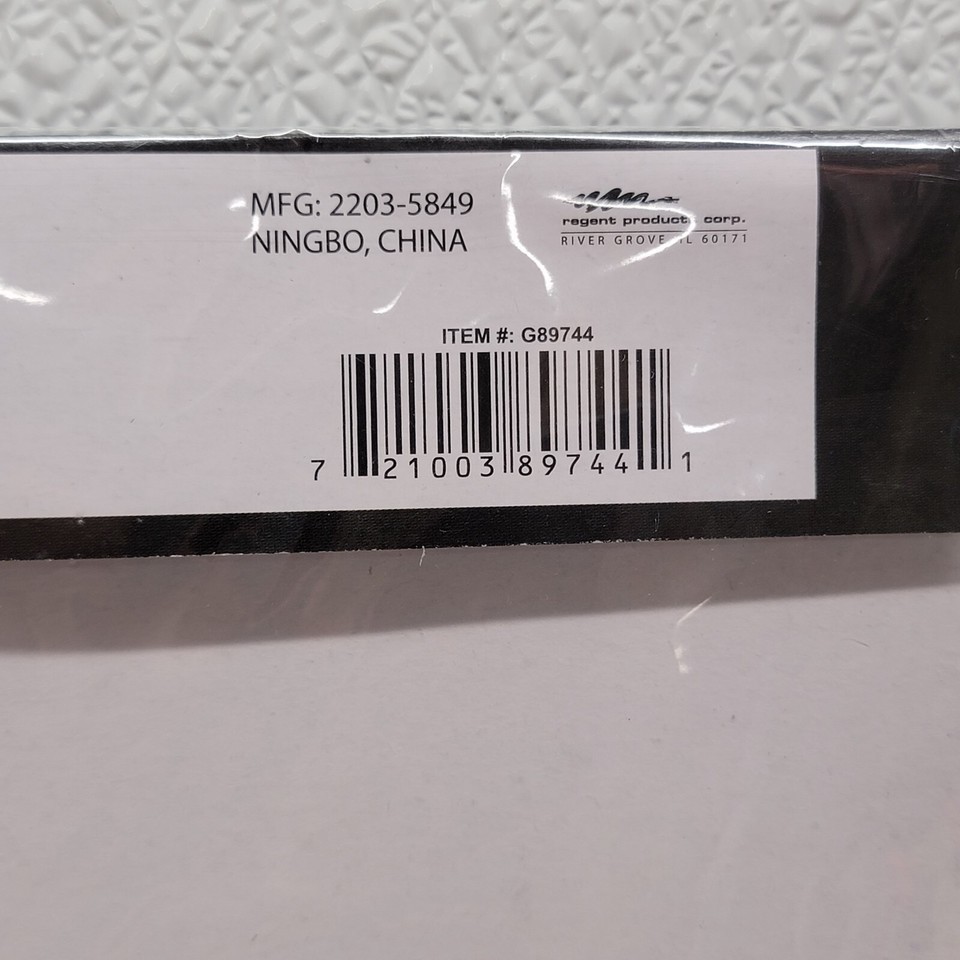 MFG: 2203-5849
NINGBO, CHINA
regent products corp.
RIVER GROVE, IL 60171
ITEM #: G89744
7 21003 89744 1